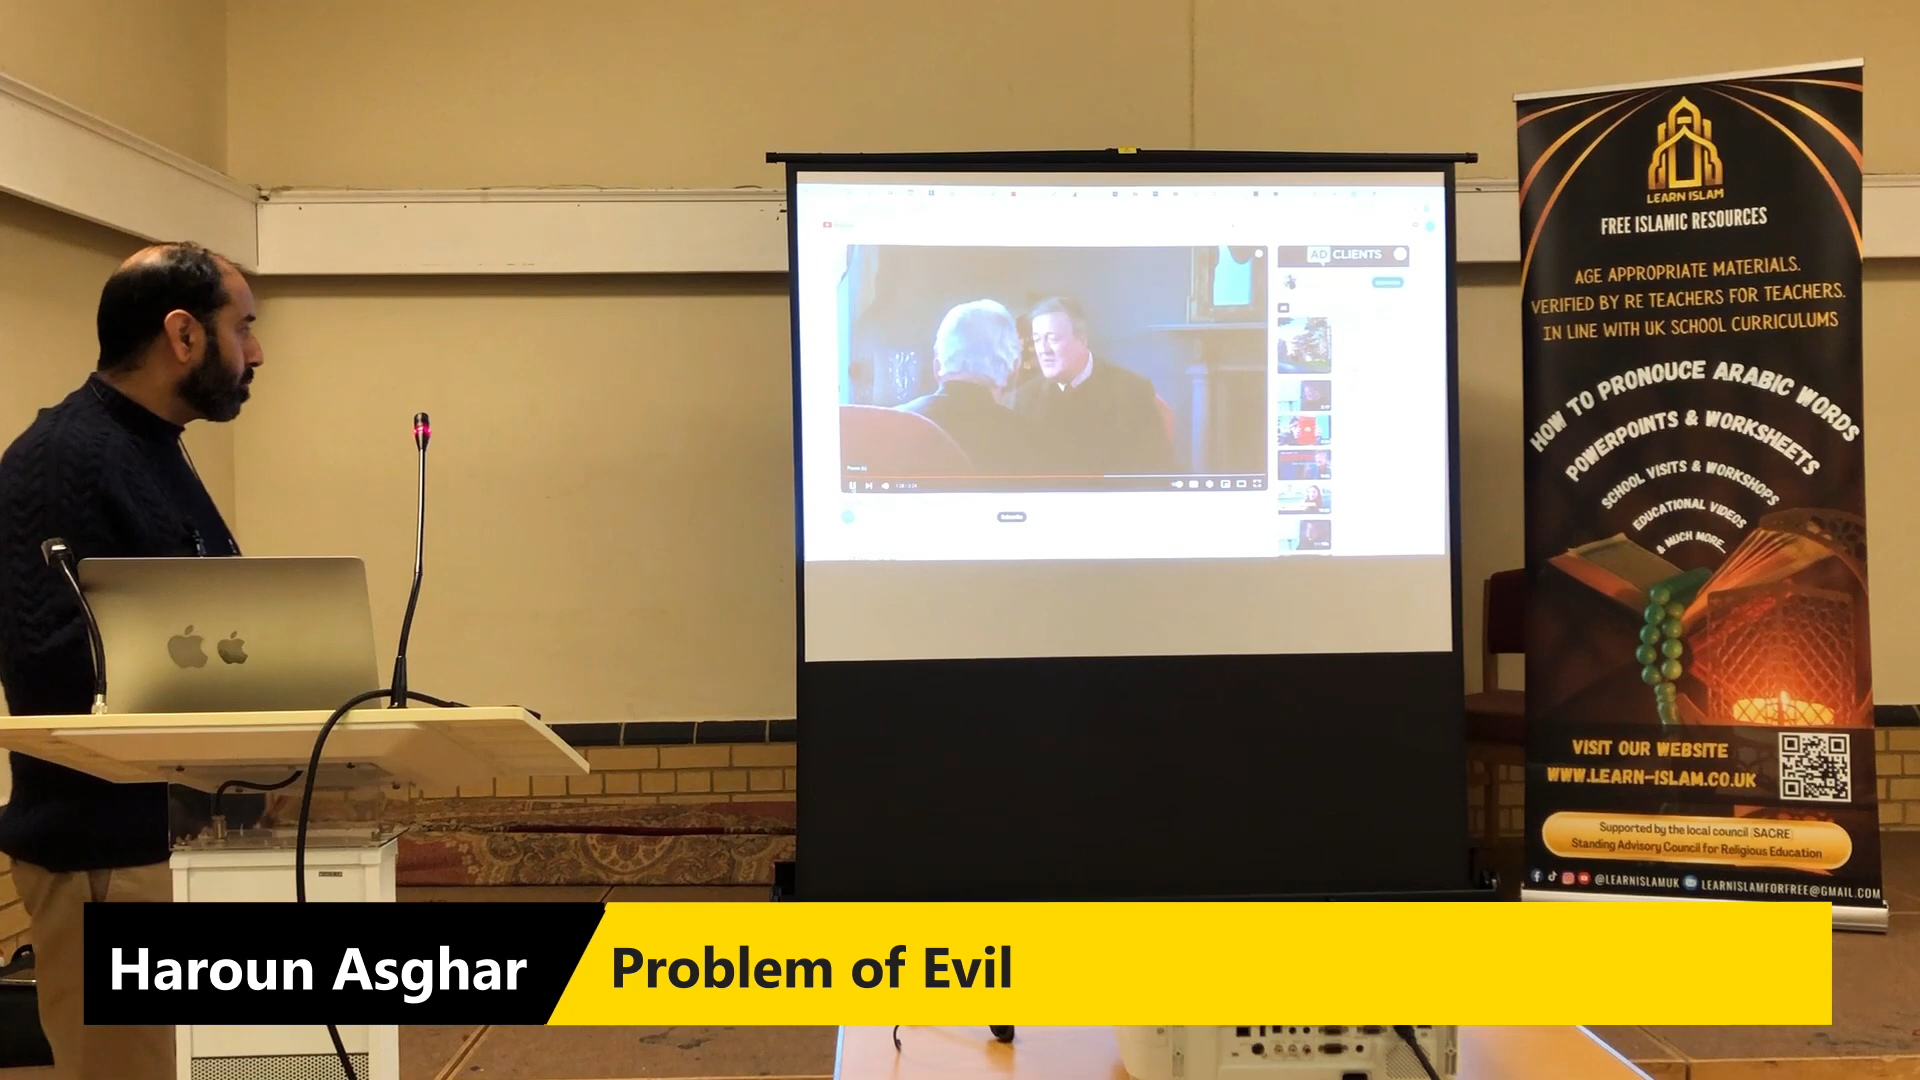 AD CLIENTS
LEARN ISLAM
FREE ISLAMIC RESOURCES
AGE APPROPRIATE MATERIALS.
VERIFIED BY RE TEACHERS FOR TEACHERS.
IN LINE WITH UK SCHOOL CURRICULUMS
HOW TO PRONOUCE ARABIC WORDS
POWERPOINTS & WORKSHEETS
SCHOOL VISITS & WORKSHOPS
EDUCATIONAL VIDEOS
& MUCH MORE...
VISIT OUR WEBSITE
WWW.LEARN-ISLAM.CO.UK
Supported by the local council (SACRE)
Standing Advisory Council for Religious Education
@LEARNISLAMUK LEARNISLAMFORFREE@GMAIL.COM
Haroun Asghar
Problem of Evil